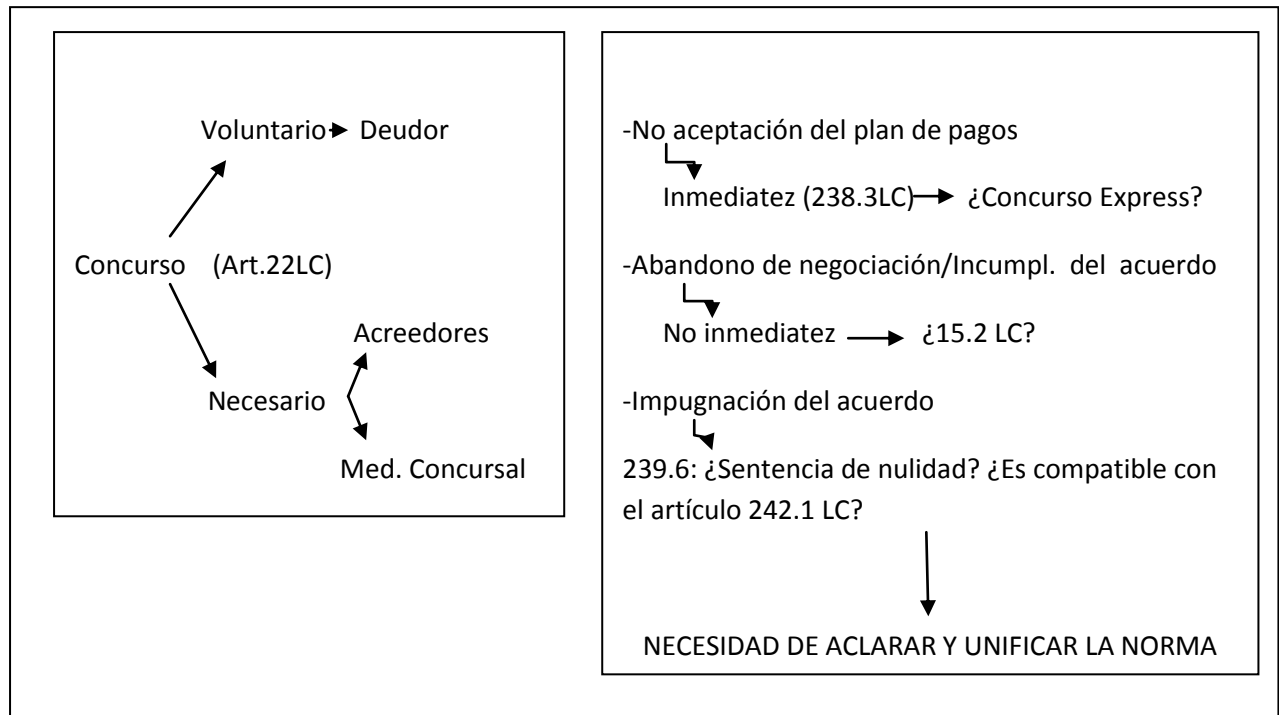 Voluntario Deudor
Concurso (Art.22LC)
Acreedores
Necesario
Med. Concursal
-No aceptación del plan de pagos
Inmediatez (238.3LC) ¿Concurso Express?
-Abandono de negociación/Incumpl. del acuerdo
No inmediatez ¿15.2 LC?
-Impugnación del acuerdo
239.6: ¿Sentencia de nulidad? ¿Es compatible con
el artículo 242.1 LC?
NECESIDAD DE ACLARAR Y UNIFICAR LA NORMA